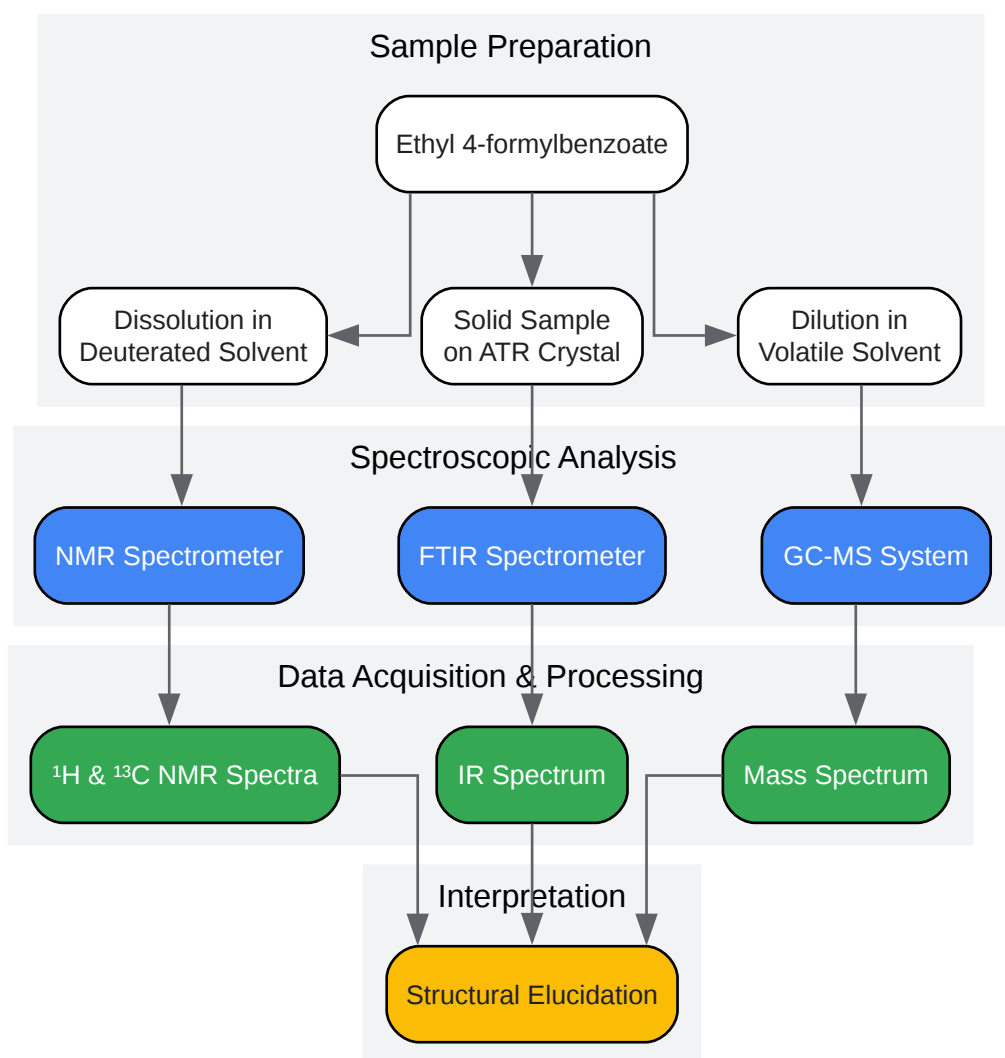 Sample Preparation
Ethyl 4-formylbenzoate
Dissolution in
Deuterated Solvent
Solid Sample
on ATR Crystal
Dilution in
Volatile Solvent
Spectroscopic Analysis
NMR Spectrometer
FTIR Spectrometer
GC-MS System
Data Acquisition & Processing
¹H & ¹³C NMR Spectra
IR Spectrum
Mass Spectrum
Interpretation
Structural Elucidation